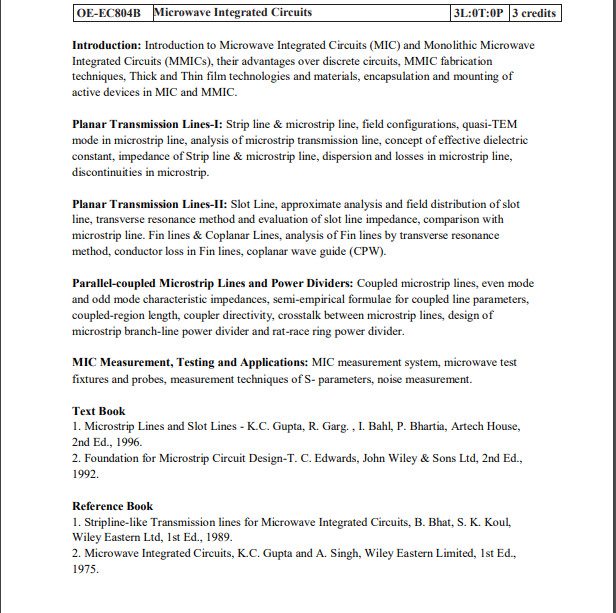 OE-EC804B Microwave Integrated Circuits 3L:0T:0P 3 credits
Introduction: Introduction to Microwave Integrated Circuits (MIC) and Monolithic Microwave
Integrated Circuits (MMICs), their advantages over discrete circuits, MMIC fabrication
techniques, Thick and Thin film technologies and materials, encapsulation and mounting of
active devices in MIC and MMIC.
Planar Transmission Lines-I: Strip line & microstrip line, field configurations, quasi-TEM
mode in microstrip line, analysis of microstrip transmission line, concept of effective dielectric
constant, impedance of Strip line & microstrip line, dispersion and losses in microstrip line,
discontinuities in microstrip.
Planar Transmission Lines-II: Slot Line, approximate analysis and field distribution of slot
line, transverse resonance method and evaluation of slot line impedance, comparison with
microstrip line. Fin lines & Coplanar Lines, analysis of Fin lines by transverse resonance
method, conductor loss in Fin lines, coplanar wave guide (CPW).
Parallel-coupled Microstrip Lines and Power Dividers: Coupled microstrip lines, even mode
and odd mode characteristic impedances, semi-empirical formulae for coupled line parameters,
coupled-region length, coupler directivity, crosstalk between microstrip lines, design of
microstrip branch-line power divider and rat-race ring power divider.
MIC Measurement, Testing and Applications: MIC measurement system, microwave test
fixtures and probes, measurement techniques of S- parameters, noise measurement.
Text Book
1. Microstrip Lines and Slot Lines - K.C. Gupta, R. Garg. , I. Bahl, P. Bhartia, Artech House,
2nd Ed., 1996.
2. Foundation for Microstrip Circuit Design-T. C. Edwards, John Wiley & Sons Ltd, 2nd Ed.,
1992.
Reference Book
1. Stripline-like Transmission lines for Microwave Integrated Circuits, B. Bhat, S. K. Koul,
Wiley Eastern Ltd, 1st Ed., 1989.
2. Microwave Integrated Circuits, K.C. Gupta and A. Singh, Wiley Eastern Limited, 1st Ed.,
1975.